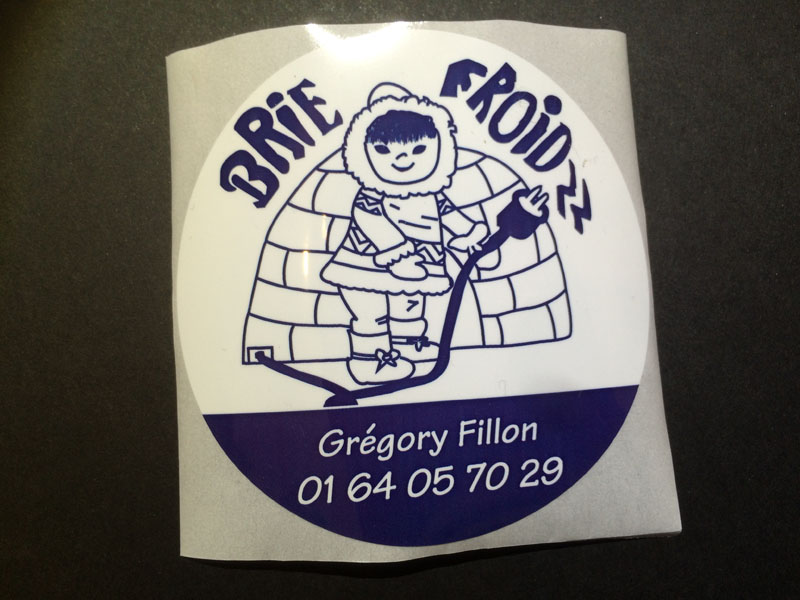 BRiE FROiD
Grégory Fillon
01 64 05 70 29